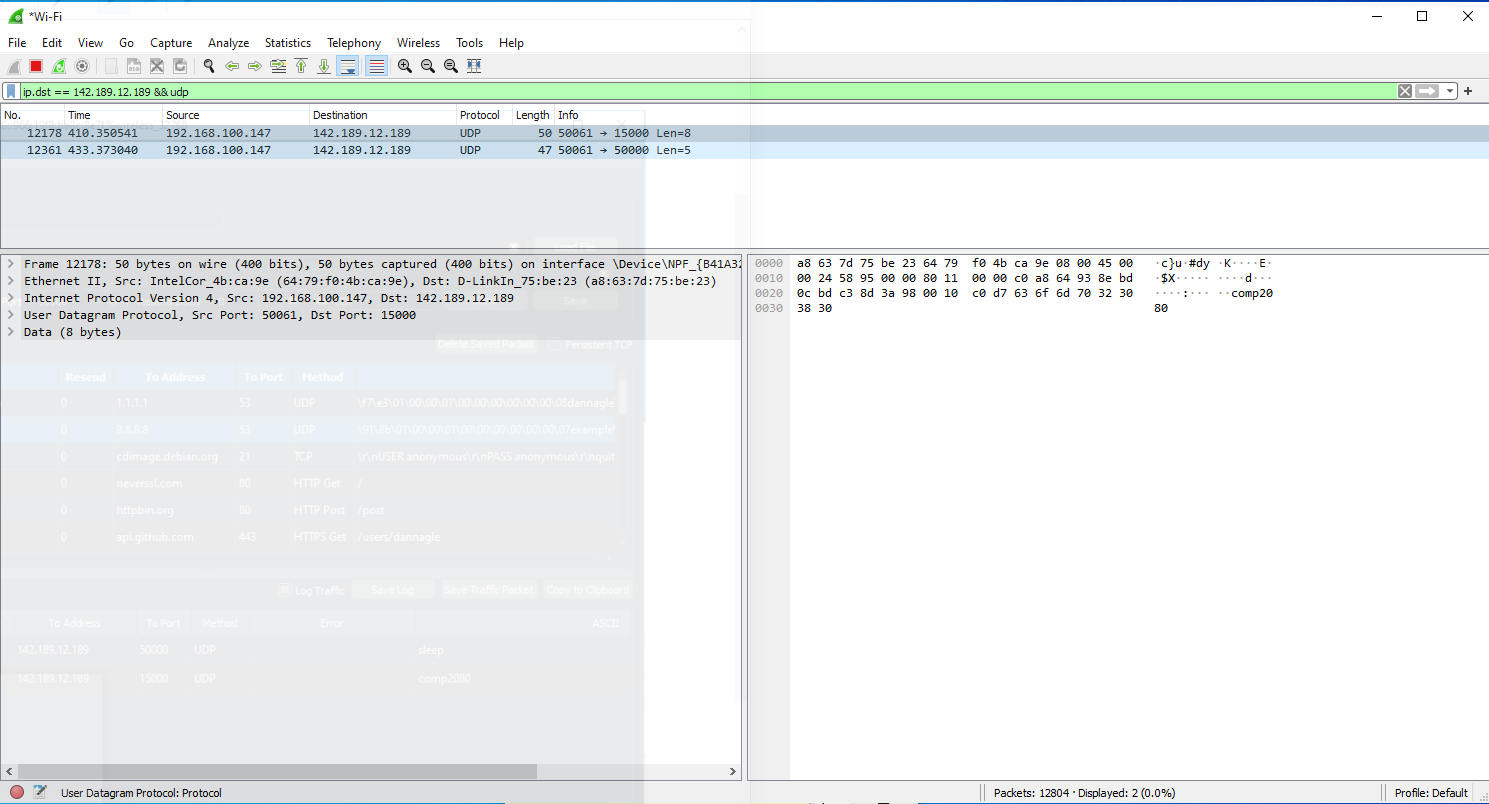 *Wi-Fi
File Edit View Go Capture Analyze Statistics Telephony Wireless Tools Help
ip.dst == 142.189.12.189 && udp
No. Time Source Destination Protocol Length Info
12178 410.350541 192.168.100.147 142.189.12.189 UDP 50 50061 → 15000 Len=8
12361 433.373040 192.168.100.147 142.189.12.189 UDP 47 50061 → 50000 Len=5
Load File
Frame 12178: 50 bytes on wire (400 bits), 50 bytes captured (400 bits) on interface \Device\NPF_{B41A32
Ethernet II, Src: IntelCor_4b:ca:9e (64:79:f0:4b:ca:9e), Dst: D-LinkIn_75:be:23 (a8:63:7d:75:be:23)
Internet Protocol Version 4, Src: 192.168.100.147, Dst: 142.189.12.189
Save
User Datagram Protocol, Src Port: 50061, Dst Port: 15000
Data (8 bytes)
0000 a8 63 7d 75 be 23 64 79 f0 4b ca 9e 08 00 45 00 ·c}u·#dy ·K····E·
0010 00 24 58 95 00 00 80 11 00 00 c0 a8 64 93 8e bd ·$X····· ····d···
0020 0c bd c3 8d 3a 98 00 10 c0 d7 63 6f 6d 70 32 30 ····:··· ··comp20
0030 38 30 80
Delete Saved Packet Persistent TCP
Resend To Address To Port Method
0 1.1.1.1 53 UDP \f7\e3\01\00\00\01\00\00\00\00\00\00\08dannagle
0 8.8.8.8 53 UDP \91\8b\01\00\00\01\00\00\00\00\00\00\07example
0 cdimage.debian.org 21 TCP \r\nUSER anonymous\r\nPASS anonymous\r\nquit
0 neverssl.com 80 HTTP Get /
0 httpbin.org 80 HTTP Post /post
0 api.github.com 443 HTTPS Get /users/dannagle
Log Traffic Save Log Save Traffic Packet Copy to Clipboard
To Address To Port Method Error ASCII
142.189.12.189 50000 UDP sleep
142.189.12.189 15000 UDP comp2080
User Datagram Protocol: Protocol Packets: 12804 · Displayed: 2 (0.0%) Profile: Default